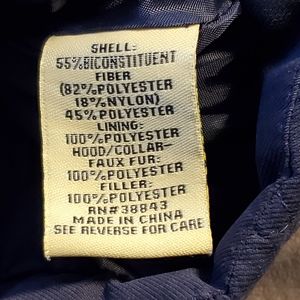 SHELL:
55%BICONSTITUENT
FIBER
(82%POLYESTER
18%NYLON)
45%POLYESTER
LINING:
100%POLYESTER
HOOD/COLLAR-
FAUX FUR:
100%POLYESTER
FILLER:
100%POLYESTER
RN#38843
MADE IN CHINA
SEE REVERSE FOR CARE